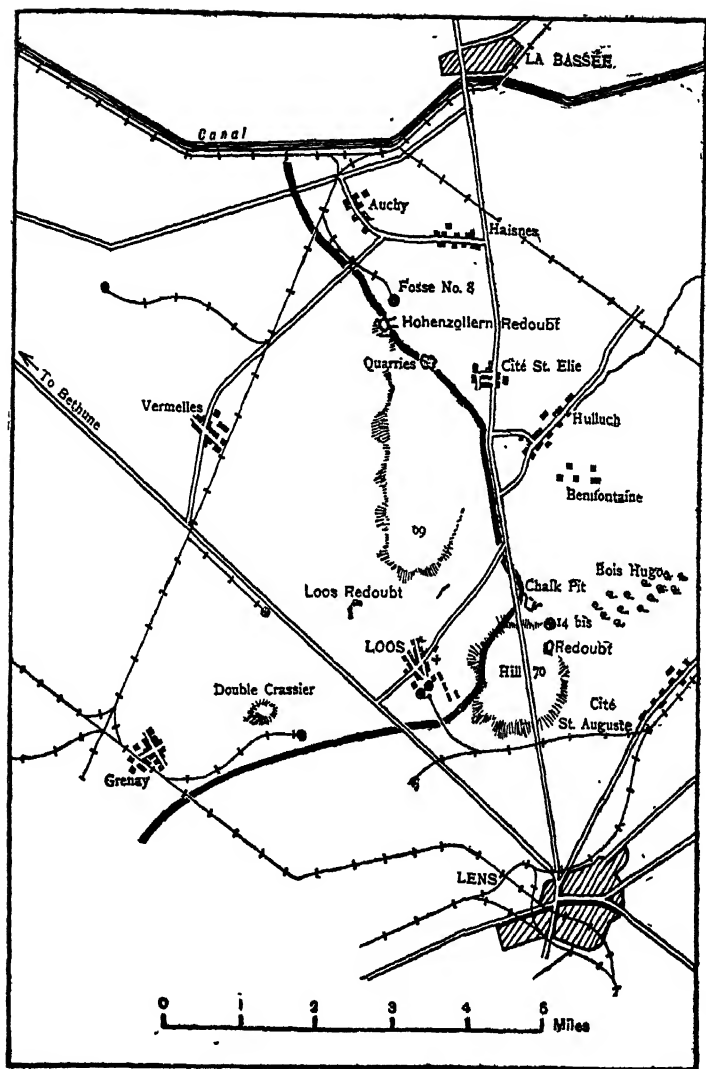 LA BASSÉE
Canal
Auchy
Haisnes
Fosse No. 8
Hohenzollern Redoubt
Quarries
Cité St. Elie
To Bethune
Vermelles
Hulluch
Benifontaine
69
Chalk Pit
Bois Hugo
Loos Redoubt
14 bis
LOOS
Redoubt
Hill 70
Double Crassier
Cité
St. Auguste
Grenay
LENS
0 1 2 3 4 5
Miles